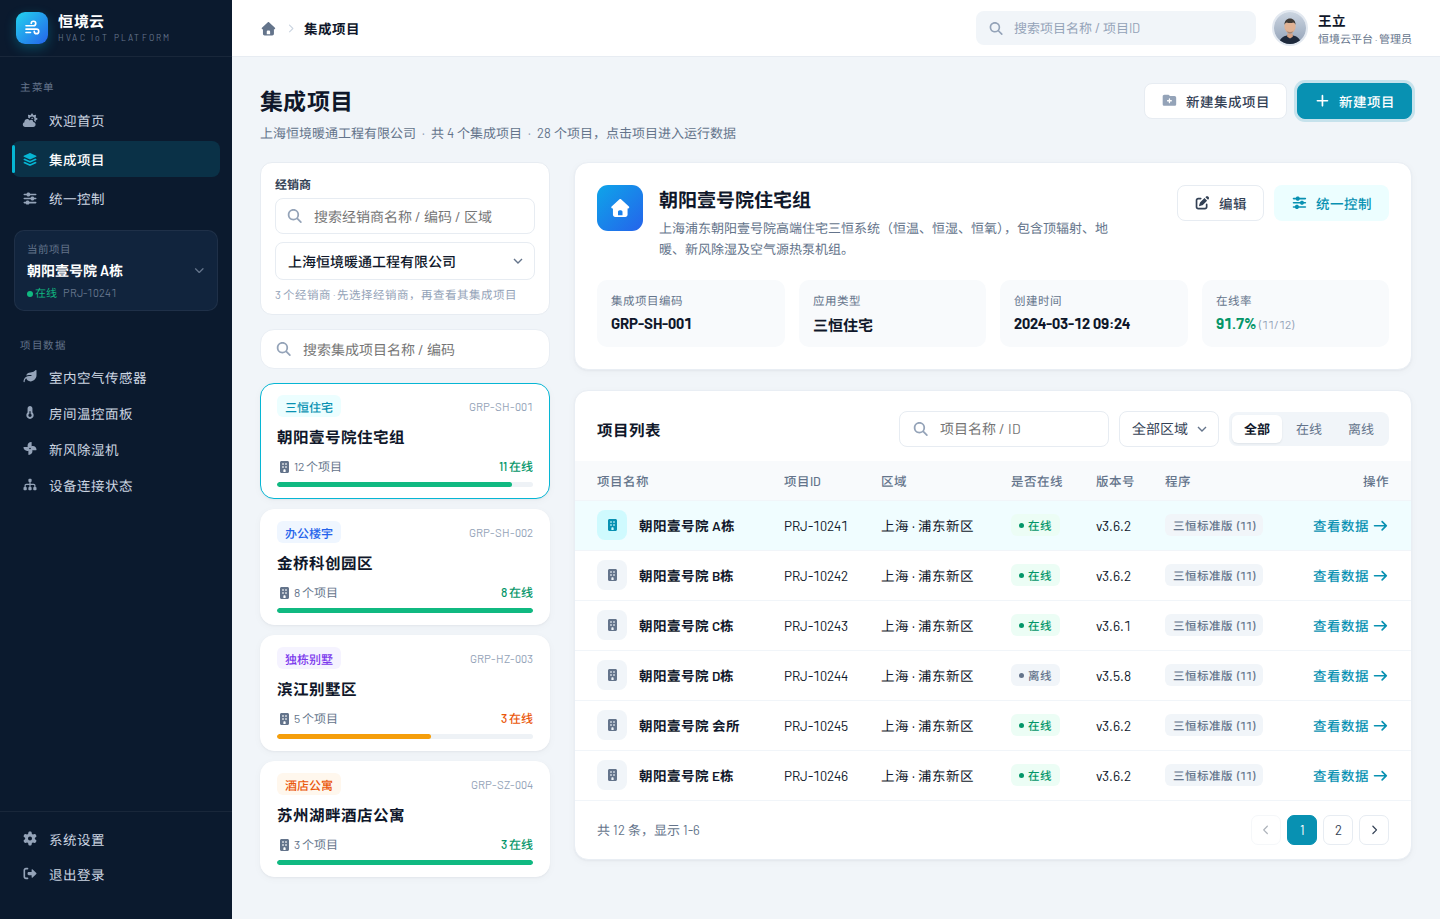 恒境云
HVAC IoT PLATFORM
主菜单
欢迎首页
集成项目
统一控制
当前项目
朝阳壹号院 A栋
在线 PRJ-10241
项目数据
室内空气传感器
房间温控面板
新风除湿机
设备连接状态
系统设置
退出登录
集成项目
搜索项目名称 / 项目ID
王立
恒境云平台 · 管理员
集成项目
上海恒境暖通工程有限公司 · 共 4 个集成项目 · 28 个项目，点击项目进入运行数据
新建集成项目
新建项目
经销商
搜索经销商名称 / 编码 / 区域
上海恒境暖通工程有限公司
3 个经销商 · 先选择经销商，再查看其集成项目
搜索集成项目名称 / 编码
三恒住宅 GRP-SH-001
朝阳壹号院住宅组
12 个项目 11 在线
办公楼宇 GRP-SH-002
金桥科创园区
8 个项目 8 在线
独栋别墅 GRP-HZ-003
滨江别墅区
5 个项目 3 在线
酒店公寓 GRP-SZ-004
苏州湖畔酒店公寓
3 个项目 3 在线
朝阳壹号院住宅组
上海浦东朝阳壹号院高端住宅三恒系统（恒温、恒湿、恒氧），包含顶辐射、地
暖、新风除湿及空气源热泵机组。
编辑
统一控制
集成项目编码
GRP-SH-001
应用类型
三恒住宅
创建时间
2024-03-12 09:24
在线率
91.7% (11/12)
项目列表
项目名称 / ID
全部区域
全部 在线 离线
项目名称 项目ID 区域 是否在线 版本号 程序 操作
朝阳壹号院 A栋 PRJ-10241 上海 · 浦东新区 在线 v3.6.2 三恒标准版 (11) 查看数据
朝阳壹号院 B栋 PRJ-10242 上海 · 浦东新区 在线 v3.6.2 三恒标准版 (11) 查看数据
朝阳壹号院 C栋 PRJ-10243 上海 · 浦东新区 在线 v3.6.1 三恒标准版 (11) 查看数据
朝阳壹号院 D栋 PRJ-10244 上海 · 浦东新区 离线 v3.5.8 三恒标准版 (11) 查看数据
朝阳壹号院 会所 PRJ-10245 上海 · 浦东新区 在线 v3.6.2 三恒标准版 (11) 查看数据
朝阳壹号院 E栋 PRJ-10246 上海 · 浦东新区 在线 v3.6.2 三恒标准版 (11) 查看数据
共 12 条，显示 1-6
1 2